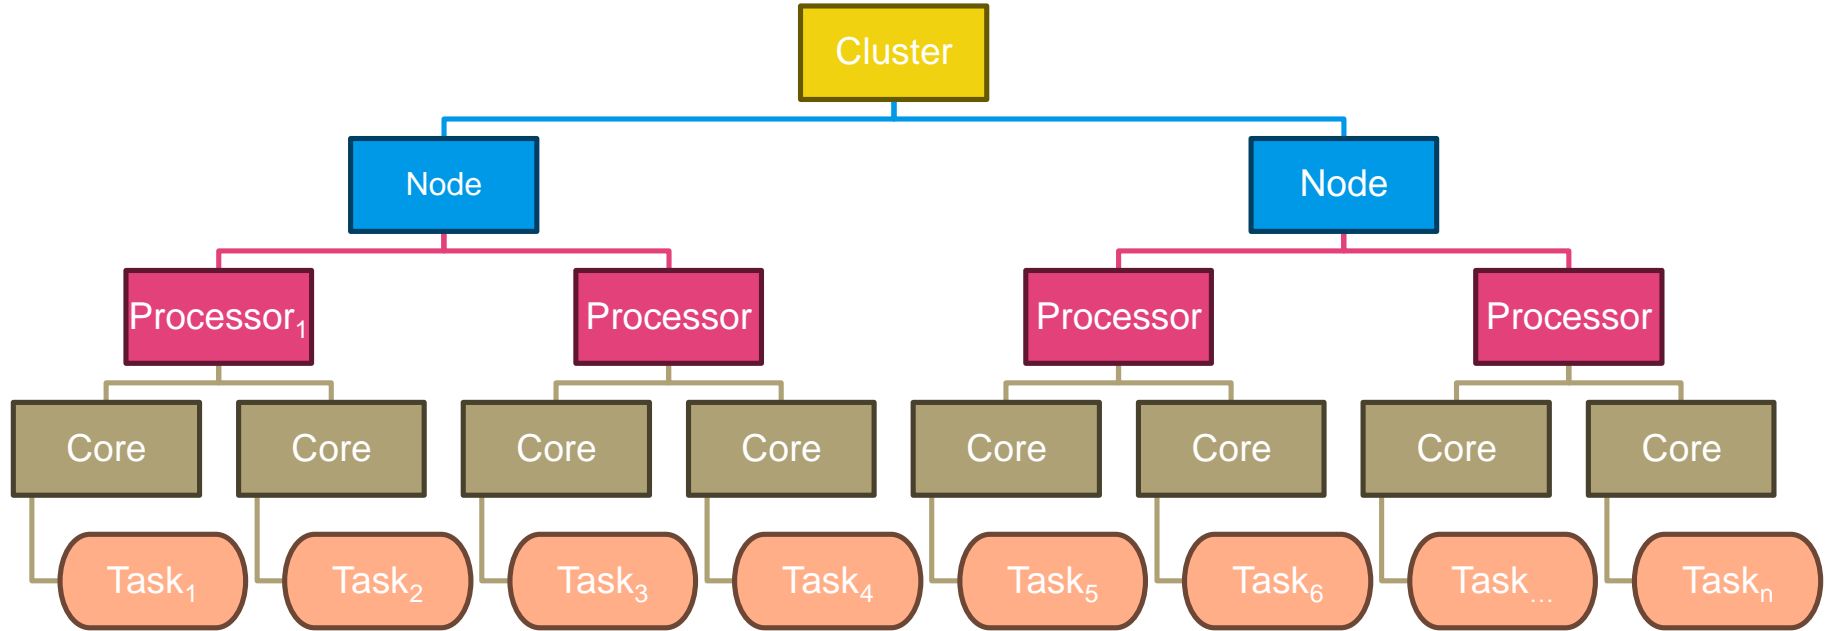 Cluster
Node
Node
Processor₁
Processor
Processor
Processor
Core
Core
Core
Core
Core
Core
Core
Core
Task₁
Task₂
Task₃
Task₄
Task₅
Task₆
Task...
Taskₙ